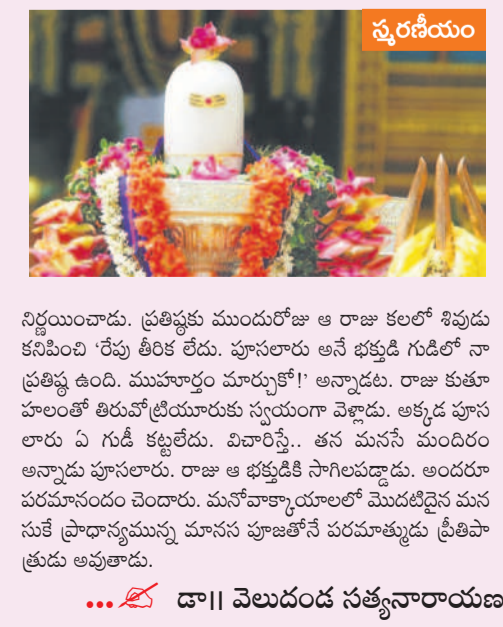 స్మరణీయం
నిర్ణయించాడు. ప్రతిష్ఠకు ముందురోజు ఆ రాజు కలలో శివుడు
కనిపించి ‘రేపు తీరిక లేదు. పూసలారు అనే భక్తుడి గుడిలో నా
ప్రతిష్ఠ ఉంది. ముహూర్తం మార్చుకో!’ అన్నాడట. రాజు కుతూ
హలంతో తిరువోట్రియూరుకు స్వయంగా వెళ్లాడు. అక్కడ పూస
లారు ఏ గుడీ కట్టలేదు. విచారిస్తే.. తన మనసే మందిరం
అన్నాడు పూసలారు. రాజు ఆ భక్తుడికి సాగిలపడ్డాడు. అందరూ
పరమానందం చెందారు. మనోవాక్కాయాలలో మొదటిదైన మన
సుకే ప్రాధాన్యమున్న మానస పూజతోనే పరమాత్ముడు ప్రీతిపా
త్రుడు అవుతాడు.
... డా|| వెలుదండ సత్యనారాయణ